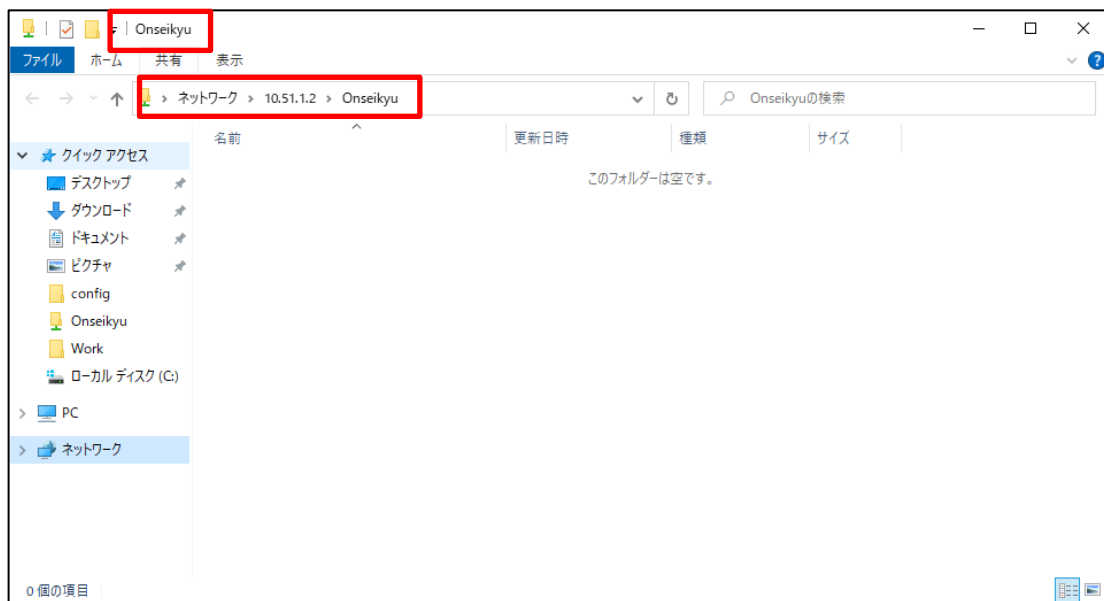 Onseikyu
ファイル ホーム 共有 表示
ネットワーク > 10.51.1.2 > Onseikyu
Onseikyuの検索
名前 更新日時 種類 サイズ
このフォルダーは空です。
クイック アクセス
デスクトップ
ダウンロード
ドキュメント
ピクチャ
config
Onseikyu
Work
ローカル ディスク (C:)
PC
ネットワーク
0 個の項目